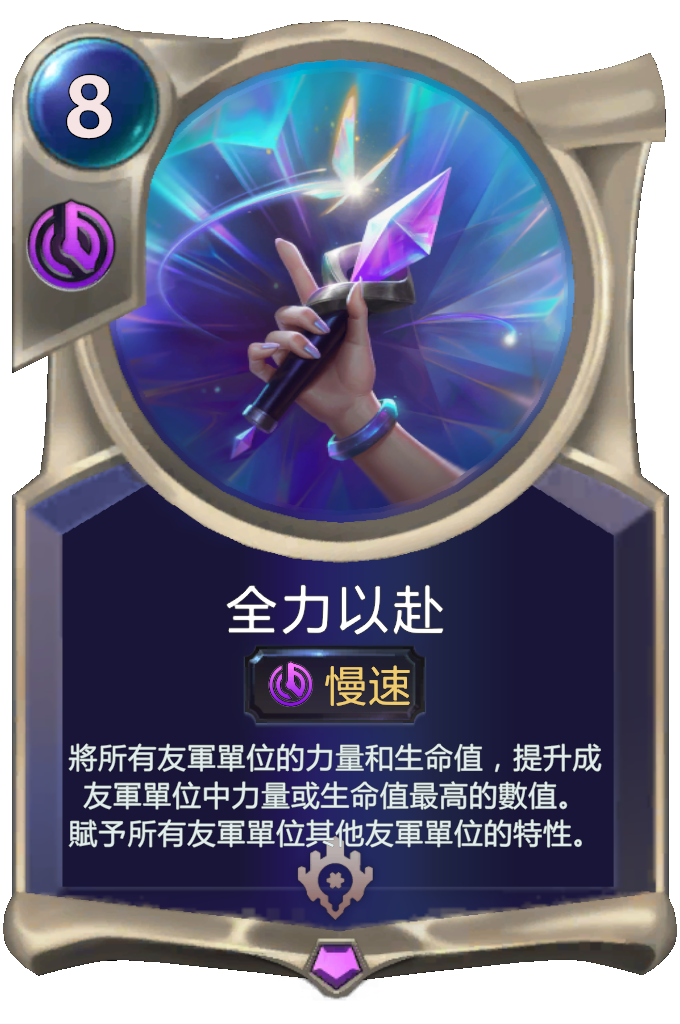 8
全力以赴
慢速
將所有友軍單位的力量和生命值，提升成
友軍單位中力量或生命值最高的數值。
賦予所有友軍單位其他友軍單位的特性。